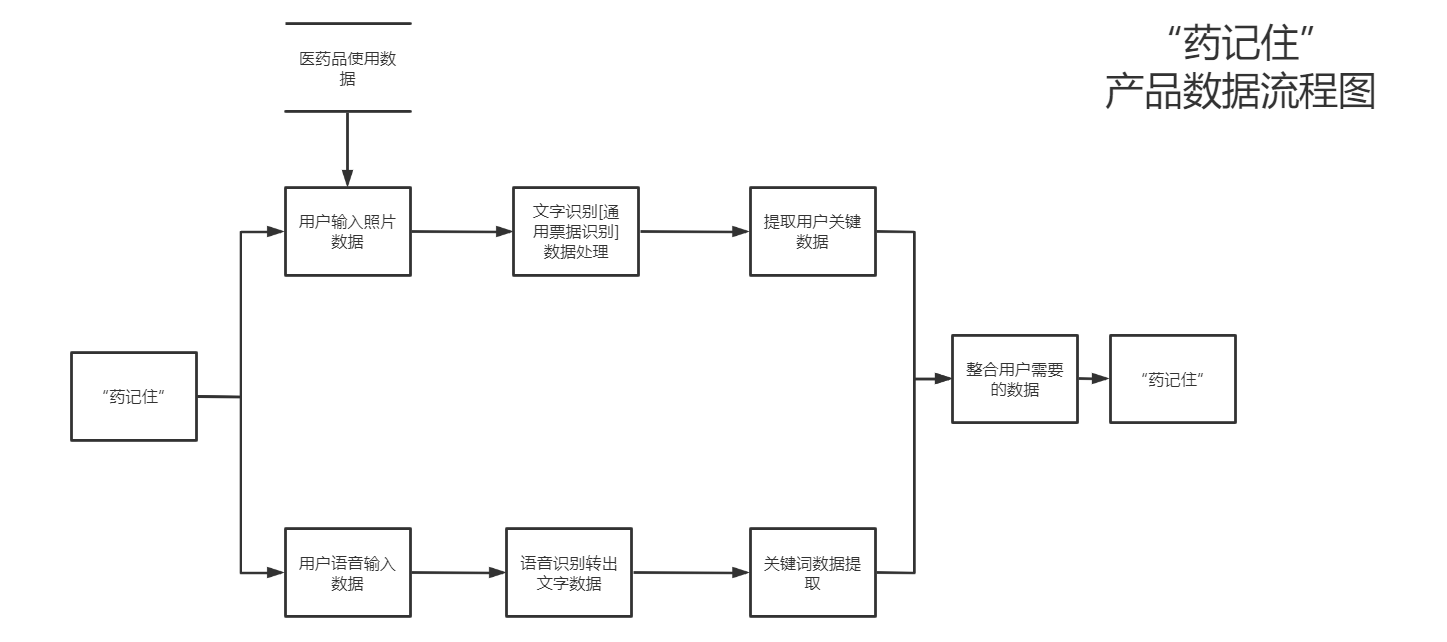 “药记住”
产品数据流程图
医药品使用数
据
用户输入照片
数据
文字识别[通
用票据识别]
数据处理
提取用户关键
数据
“药记住”
整合用户需要
的数据
“药记住”
用户语音输入
数据
语音识别转出
文字数据
关键词数据提
取